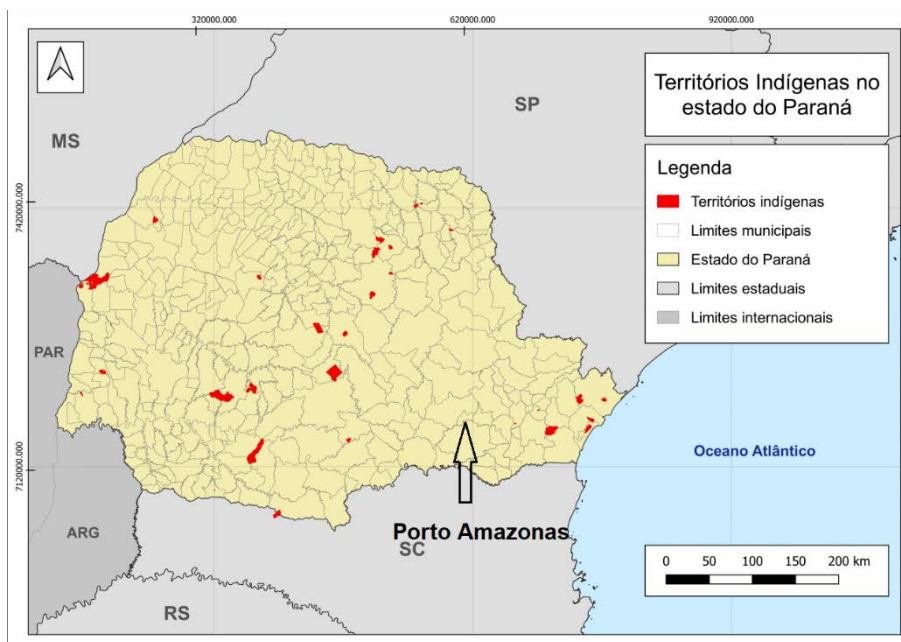 320000.000
620000.000
920000.000
Territórios Indígenas no
estado do Paraná
SP
MS
Legenda
Territórios indígenas
Limites municipais
Estado do Paraná
Limites estaduais
Limites internacionais
7420000.000
PAR
7120000.000
Oceano Atlântico
Porto Amazonas
ARG
SC
RS
0 50 100 150 200 km